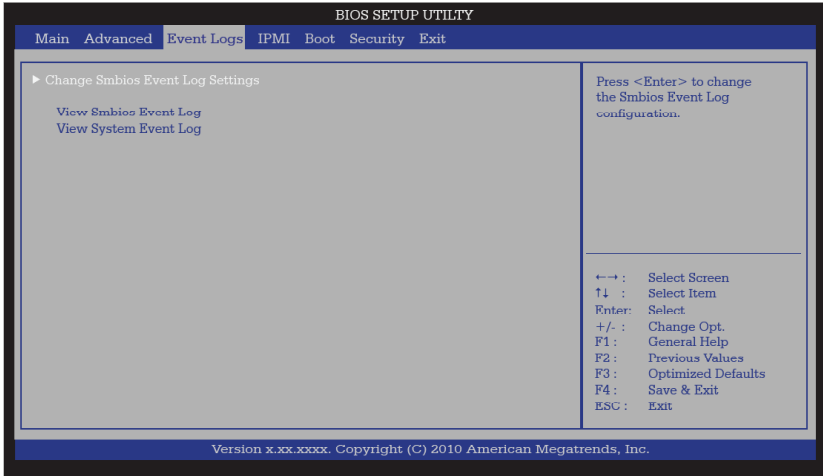 BIOS SETUP UTILTY
Main Advanced Event Logs IPMI Boot Security Exit
▶ Change Smbios Event Log Settings
View Smbios Event Log
View System Event Log
Press <Enter> to change
the Smbios Event Log
configuration.
←→ : Select Screen
↑↓ : Select Item
Enter: Select
+/- : Change Opt.
F1 : General Help
F2 : Previous Values
F3 : Optimized Defaults
F4 : Save & Exit
ESC : Exit
Version x.xx.xxxx. Copyright (C) 2010 American Megatrends, Inc.